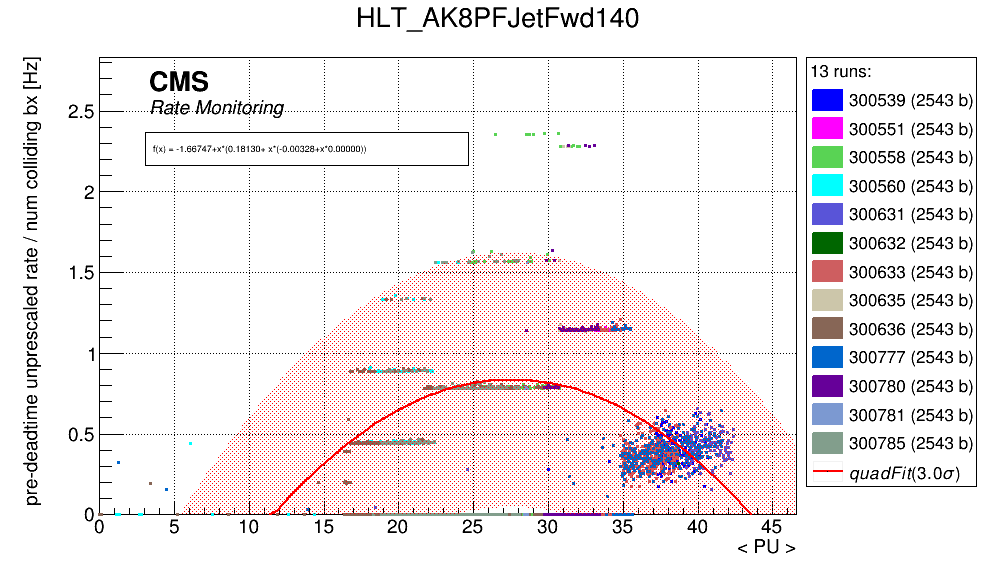 HLT_AK8PFJetFwd140
pre-deadtime unprescaled rate / num colliding bx [Hz]
CMS
Rate Monitoring
f(x) = -1.66747+x*(0.18130+ x*(-0.00328+x*0.00000))
2.5
2
1.5
1
0.5
0
0 5 10 15 20 25 30 35 40 45
< PU >
13 runs:
300539 (2543 b)
300551 (2543 b)
300558 (2543 b)
300560 (2543 b)
300631 (2543 b)
300632 (2543 b)
300633 (2543 b)
300635 (2543 b)
300636 (2543 b)
300777 (2543 b)
300780 (2543 b)
300781 (2543 b)
300785 (2543 b)
quadFit(3.0σ)